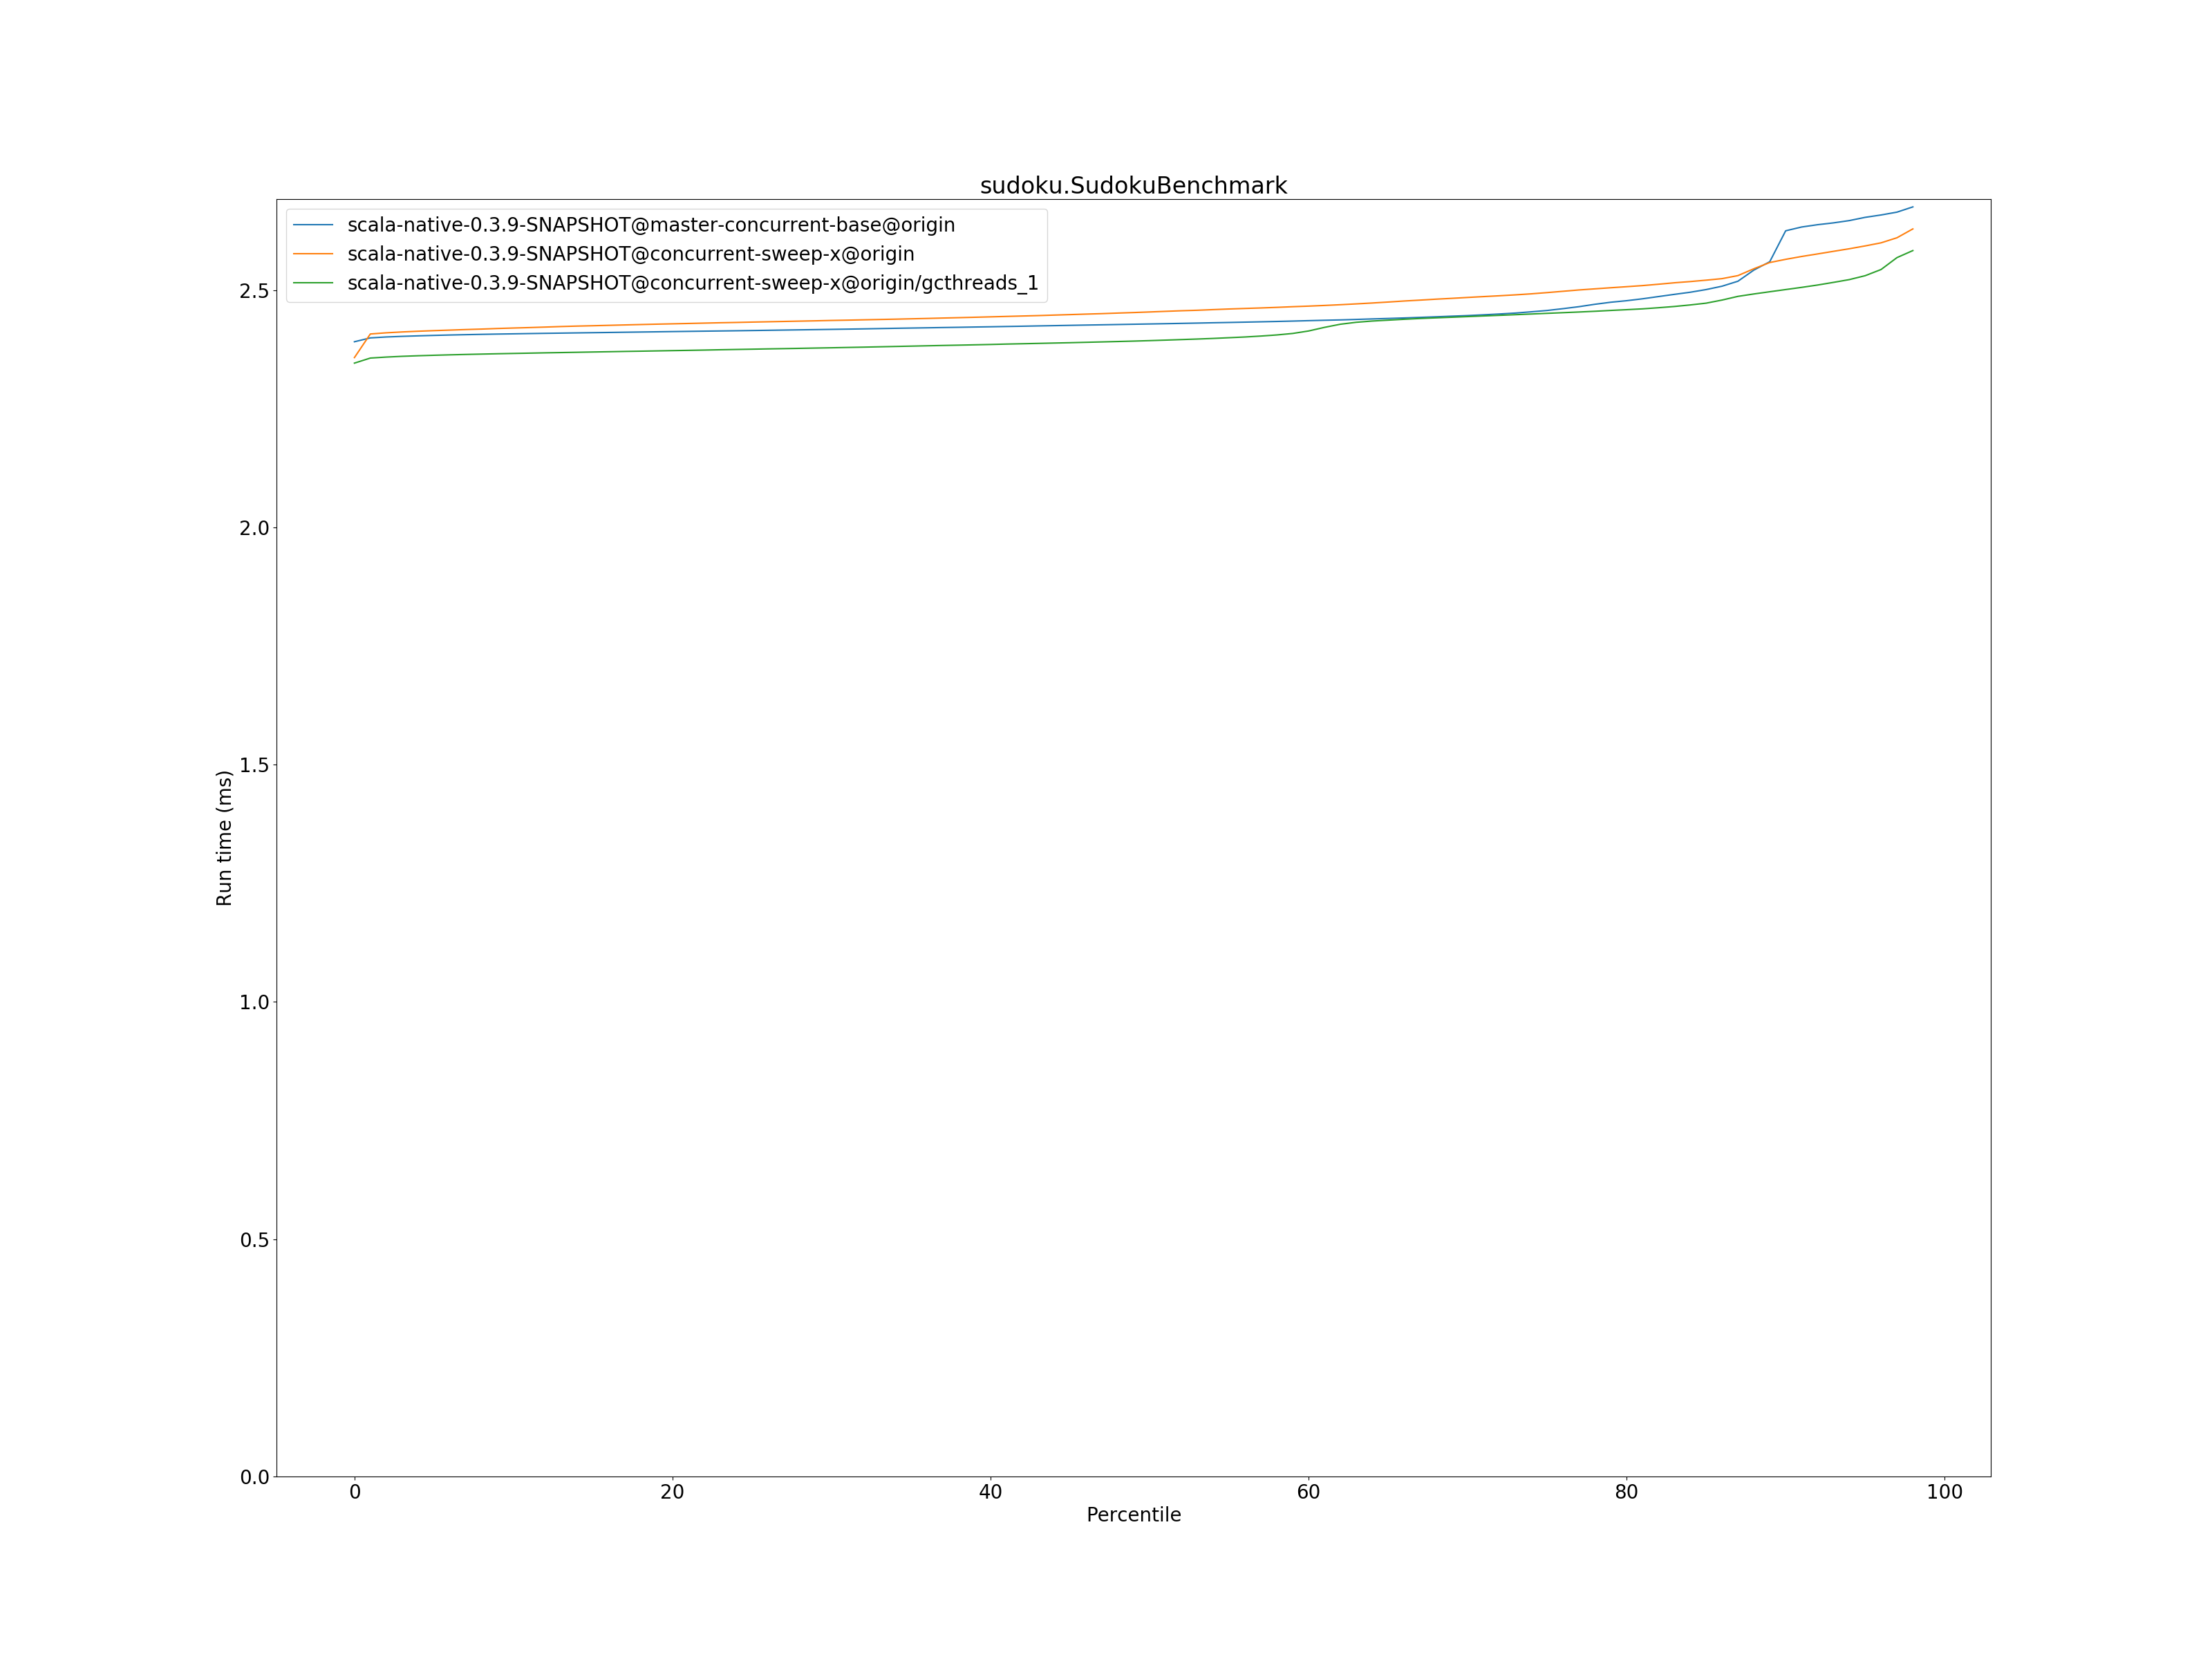 sudoku.SudokuBenchmark
scala-native-0.3.9-SNAPSHOT@master-concurrent-base@origin
scala-native-0.3.9-SNAPSHOT@concurrent-sweep-x@origin
scala-native-0.3.9-SNAPSHOT@concurrent-sweep-x@origin/gcthreads_1
2.5
2.0
1.5
1.0
0.5
0.0
Run time (ms)
0 20 40 60 80 100
Percentile